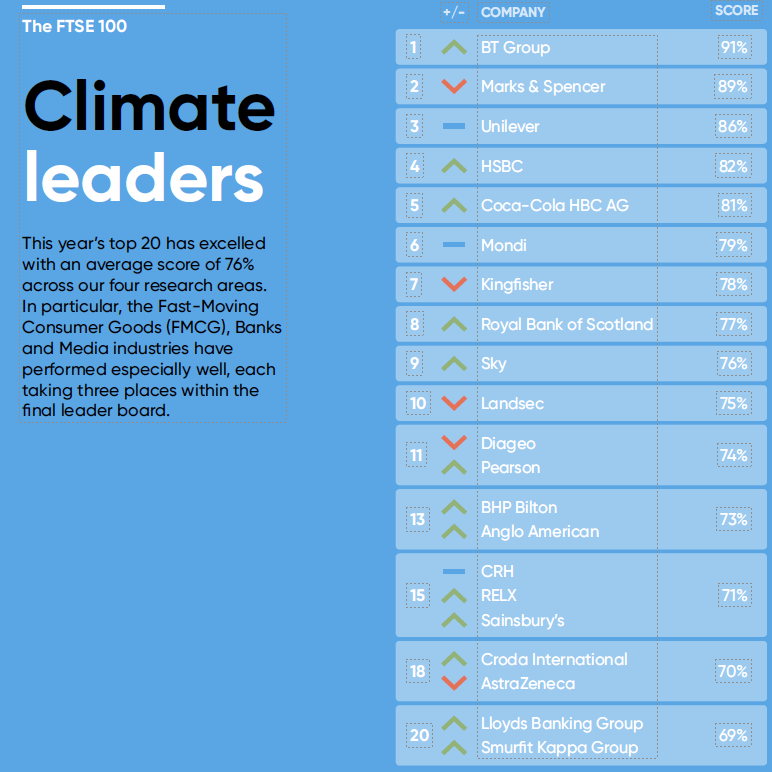 The FTSE 100
Climate
leaders
This year's top 20 has excelled
with an average score of 76%
across our four research areas.
In particular, the Fast-Moving
Consumer Goods (FMCG), Banks
and Media industries have
performed especially well, each
taking three places within the
final leader board.
+/- COMPANY SCORE
1 BT Group 91%
2 Marks & Spencer 89%
3 Unilever 86%
4 HSBC 82%
5 Coca-Cola HBC AG 81%
6 Mondi 79%
7 Kingfisher 78%
8 Royal Bank of Scotland 77%
9 Sky 76%
10 Landsec 75%
11 Diageo 74%
Pearson
13 BHP Bilton 73%
Anglo American
CRH
15 RELX 71%
Sainsbury's
18 Croda International 70%
AstraZeneca
20 Lloyds Banking Group 69%
Smurfit Kappa Group